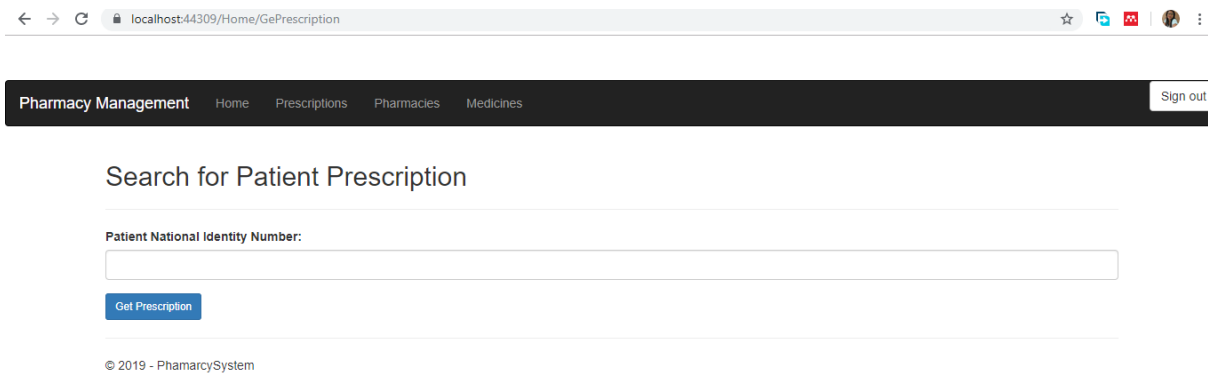 localhost:44309/Home/GePrescription
Pharmacy Management Home Prescriptions Pharmacies Medicines Sign out
Search for Patient Prescription
Patient National Identity Number:
Get Prescription
© 2019 - PhamarcySystem